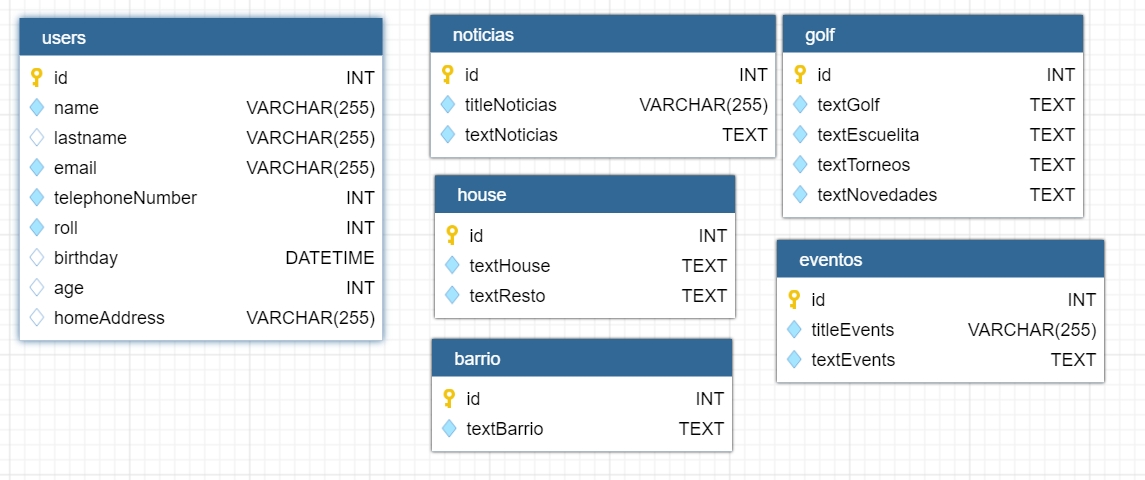 users
id INT
name VARCHAR(255)
lastname VARCHAR(255)
email VARCHAR(255)
telephoneNumber INT
roll INT
birthday DATETIME
age INT
homeAddress VARCHAR(255)
noticias
id INT
titleNoticias VARCHAR(255)
textNoticias TEXT
house
id INT
textHouse TEXT
textResto TEXT
barrio
id INT
textBarrio TEXT
golf
id INT
textGolf TEXT
textEscuelita TEXT
textTorneos TEXT
textNovedades TEXT
eventos
id INT
titleEvents VARCHAR(255)
textEvents TEXT